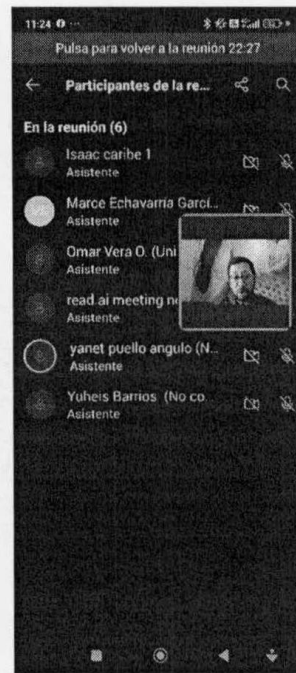 11:24
Pulsa para volver a la reunión 22:27
Participantes de la re...
En la reunión (6)
Isaac caribe 1
Asistente
Marce Echavarría Garcí...
Asistente
Omar Vera O. (Uni
Asistente
read.ai meeting no
Asistente
yanet puello angulo (N...
Asistente
Yuheis Barrios (No co
Asistente